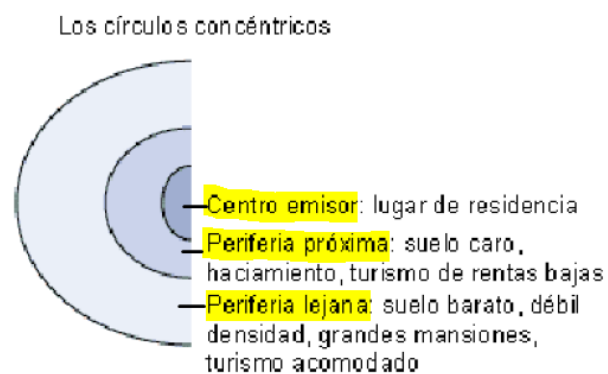 Los círculos concéntricos
Centro emisor: lugar de residencia
Periferia próxima: suelo caro,
haciamiento, turismo de rentas bajas
Periferia lejana: suelo barato, débil
densidad, grandes mansiones,
turismo acomodado